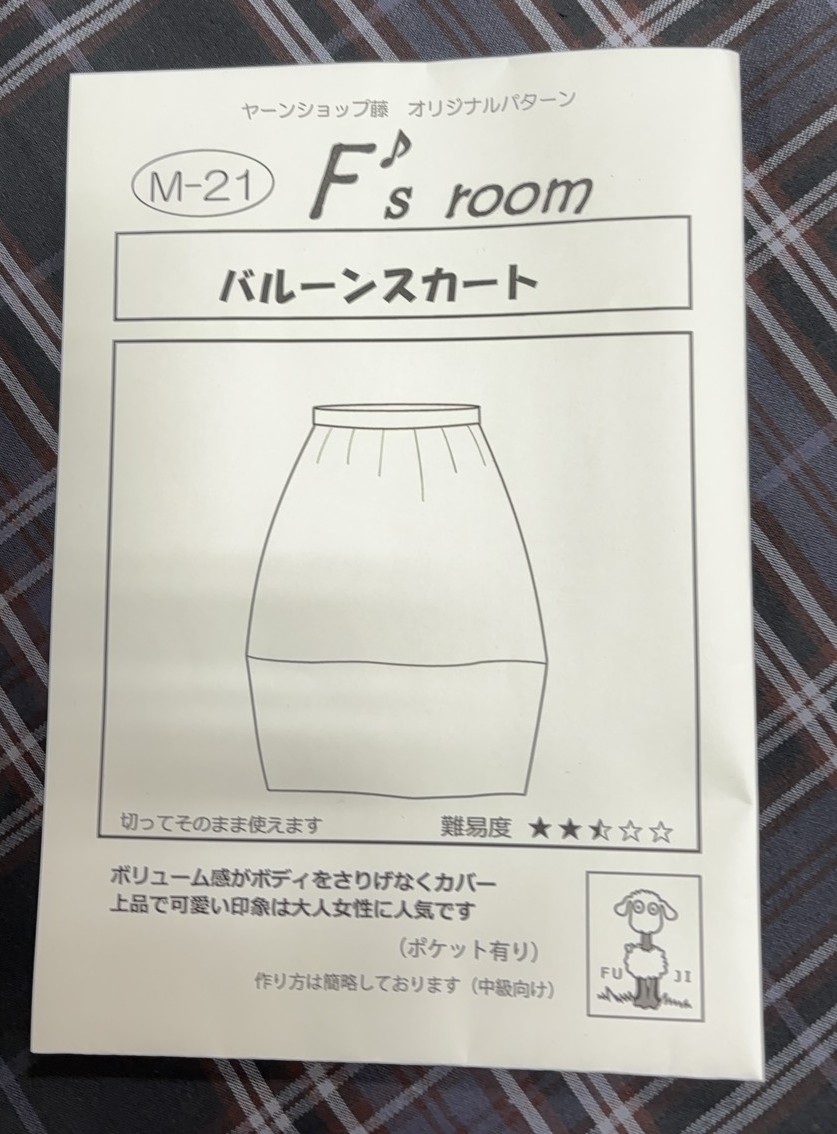 ヤーンショップ藤 オリジナルパターン
M-21
F's room
バルーンスカート
切ってそのまま使えます
難易度 ★★⯪☆☆
ボリューム感がボディをさりげなくカバー
上品で可愛い印象は大人女性に人気です
（ポケット有り）
作り方は簡略しております（中級向け）
FU JI